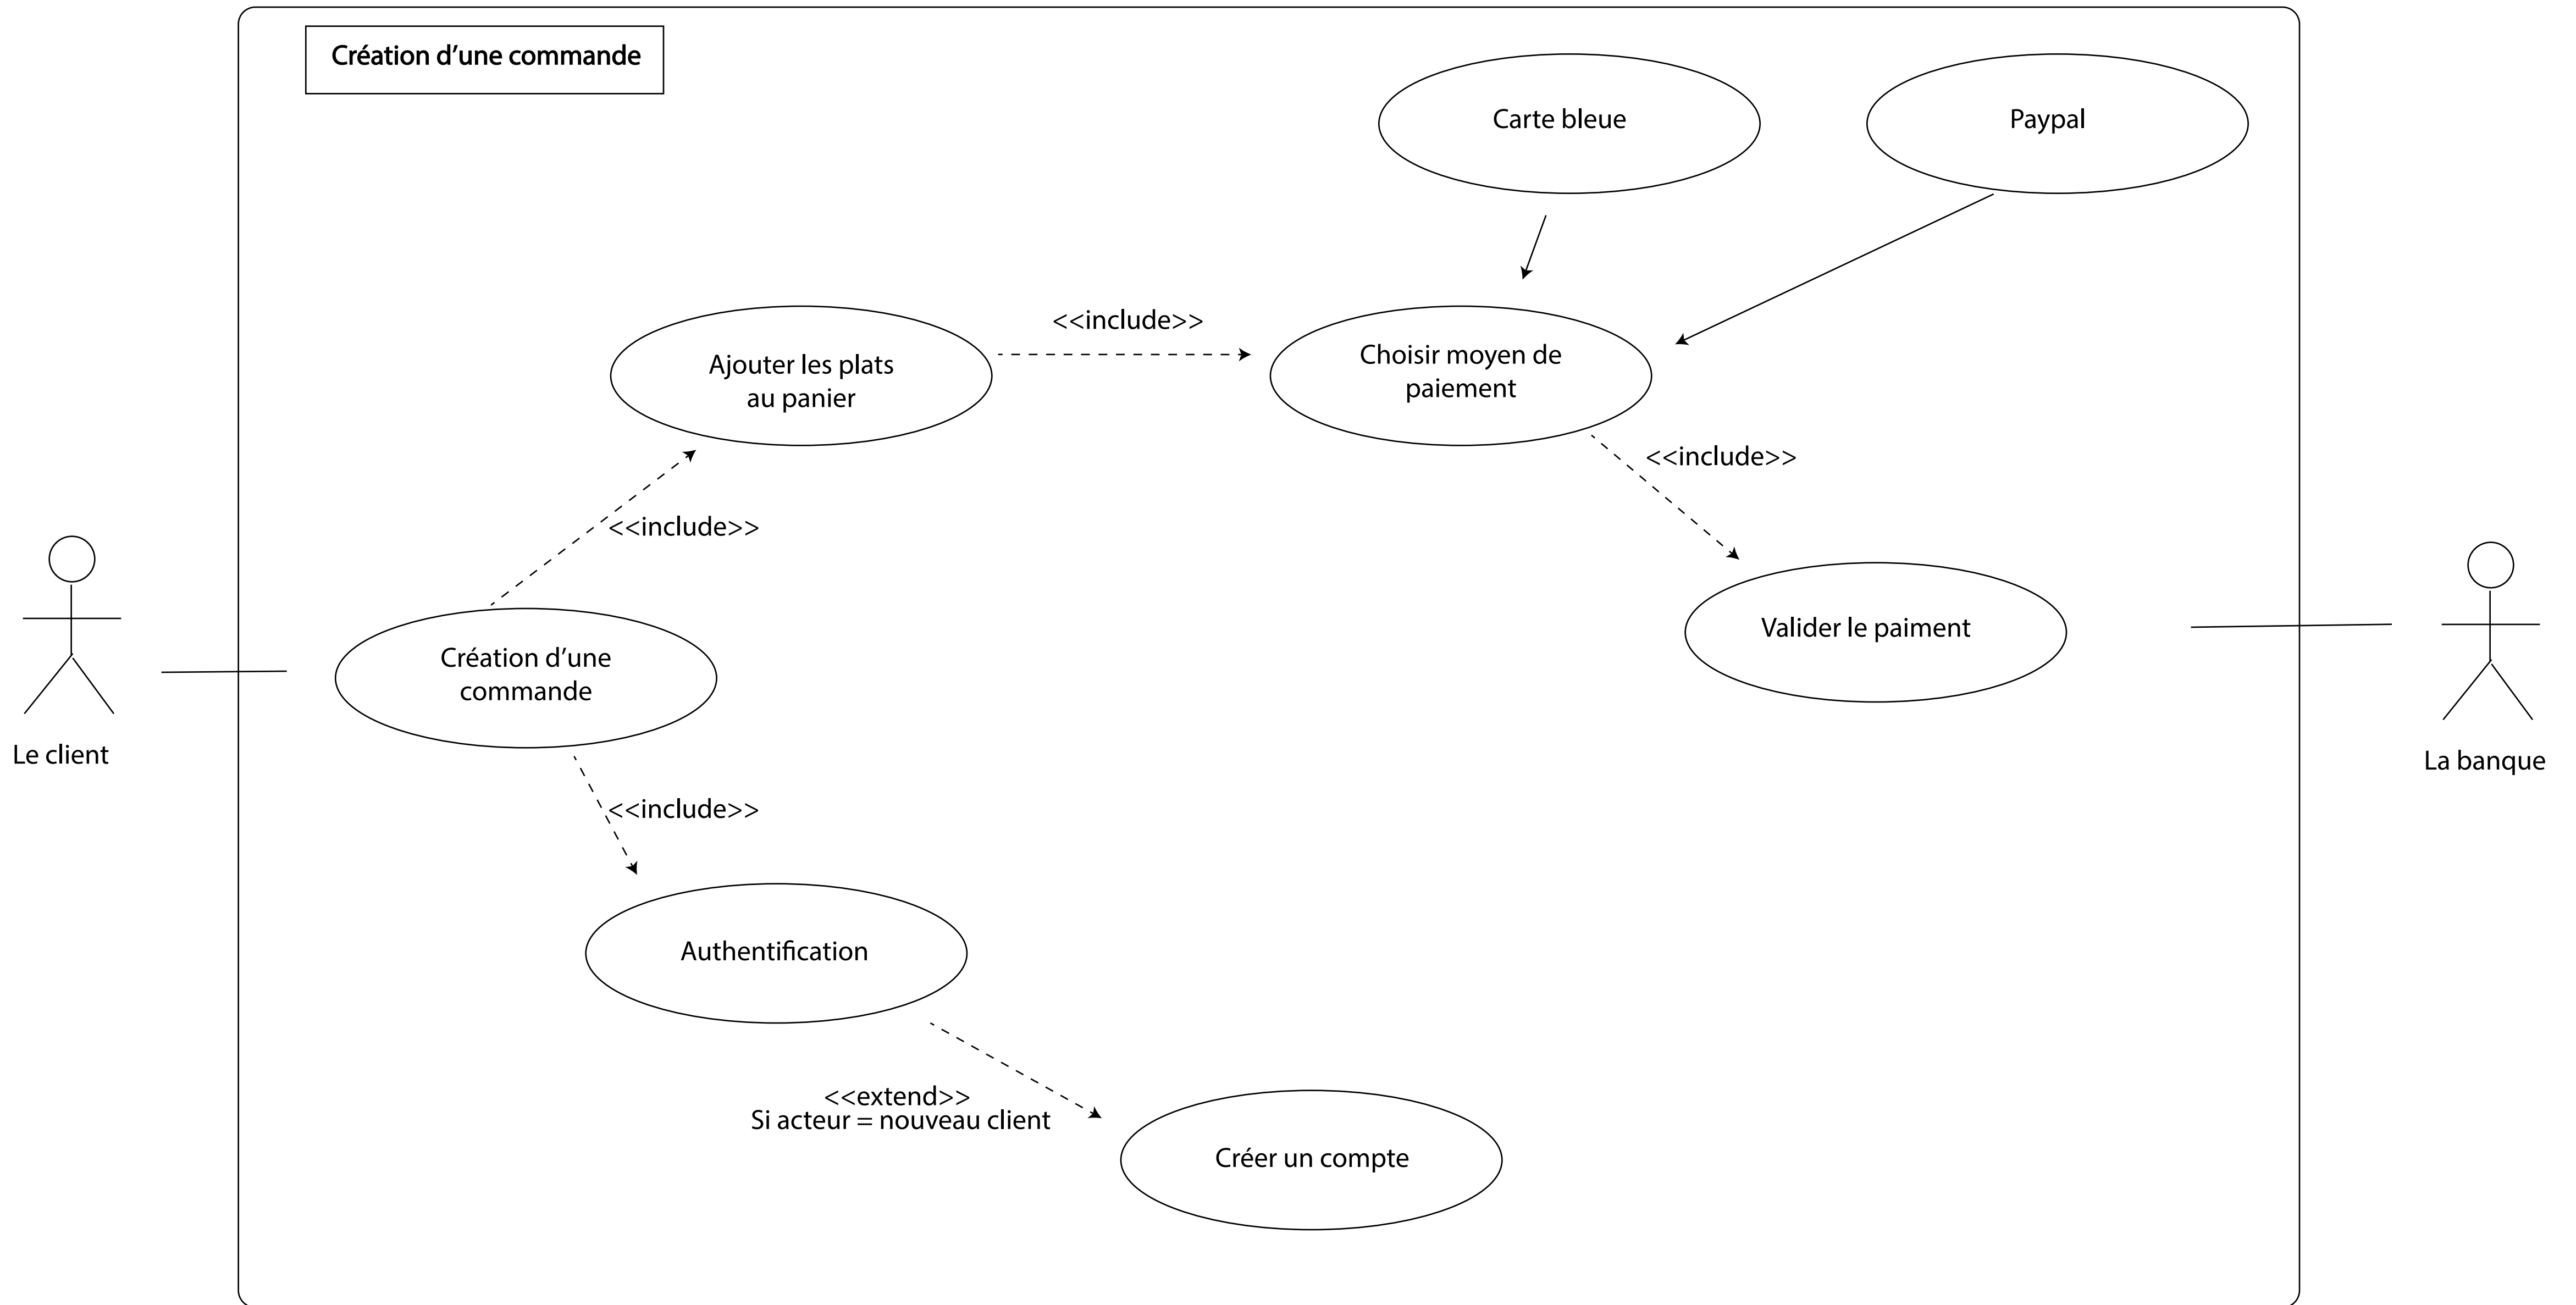 Création d'une commande
Carte bleue
Paypal
<<include>>
Ajouter les plats
au panier
Choisir moyen de
paiement
<<include>>
<<include>>
Valider le paiment
Création d'une
commande
Le client
La banque
<<include>>
Authentification
<<extend>>
Si acteur = nouveau client
Créer un compte